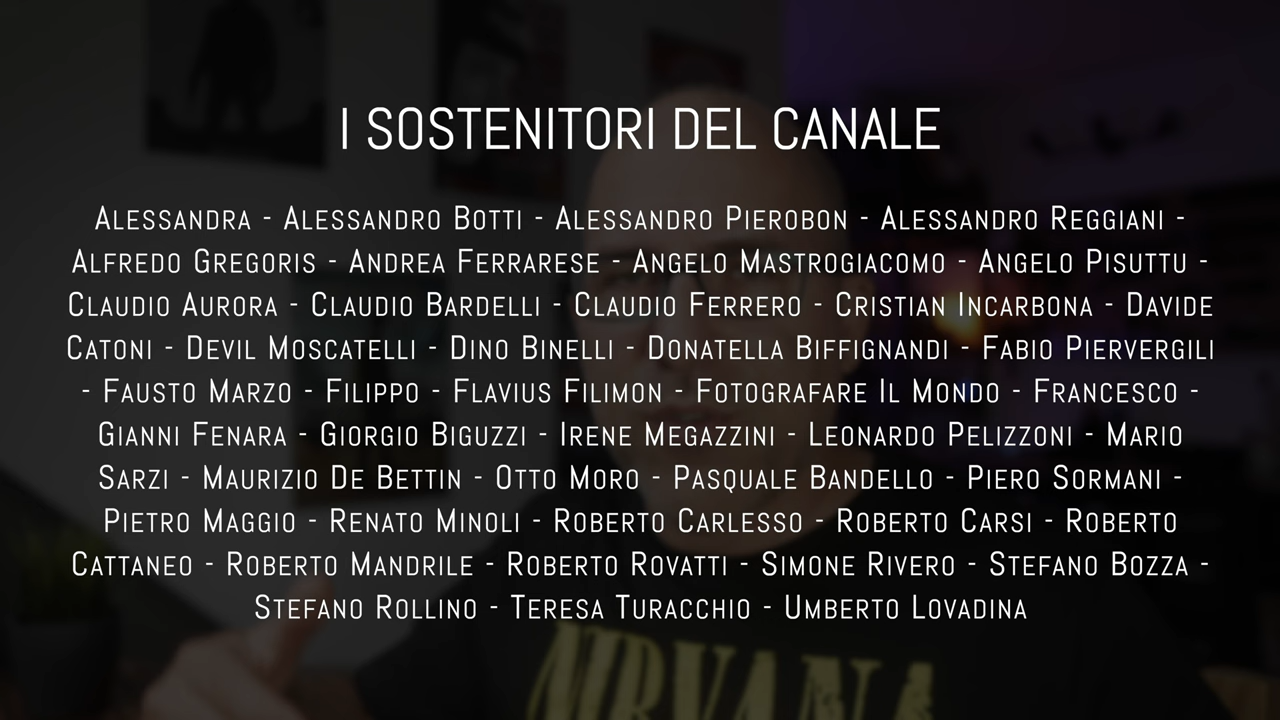 I SOSTENITORI DEL CANALE
ALESSANDRA - ALESSANDRO BOTTI - ALESSANDRO PIEROBON - ALESSANDRO REGGIANI -
ALFREDO GREGORIS - ANDREA FERRARESE - ANGELO MASTROGIACOMO - ANGELO PISUTTU -
CLAUDIO AURORA - CLAUDIO BARDELLI - CLAUDIO FERRERO - CRISTIAN INCARBONA - DAVIDE
CATONI - DEVIL MOSCATELLI - DINO BINELLI - DONATELLA BIFFIGNANDI - FABIO PIERVERGILI
- FAUSTO MARZO - FILIPPO - FLAVIUS FILIMON - FOTOGRAFARE IL MONDO - FRANCESCO -
GIANNI FENARA - GIORGIO BIGUZZI - IRENE MEGAZZINI - LEONARDO PELIZZONI - MARIO
SARZI - MAURIZIO DE BETTIN - OTTO MORO - PASQUALE BANDELLO - PIERO SORMANI -
PIETRO MAGGIO - RENATO MINOLI - ROBERTO CARLESSO - ROBERTO CARSI - ROBERTO
CATTANEO - ROBERTO MANDRILE - ROBERTO ROVATTI - SIMONE RIVERO - STEFANO BOZZA -
STEFANO ROLLINO - TERESA TURACCHIO - UMBERTO LOVADINA
NIRVANA